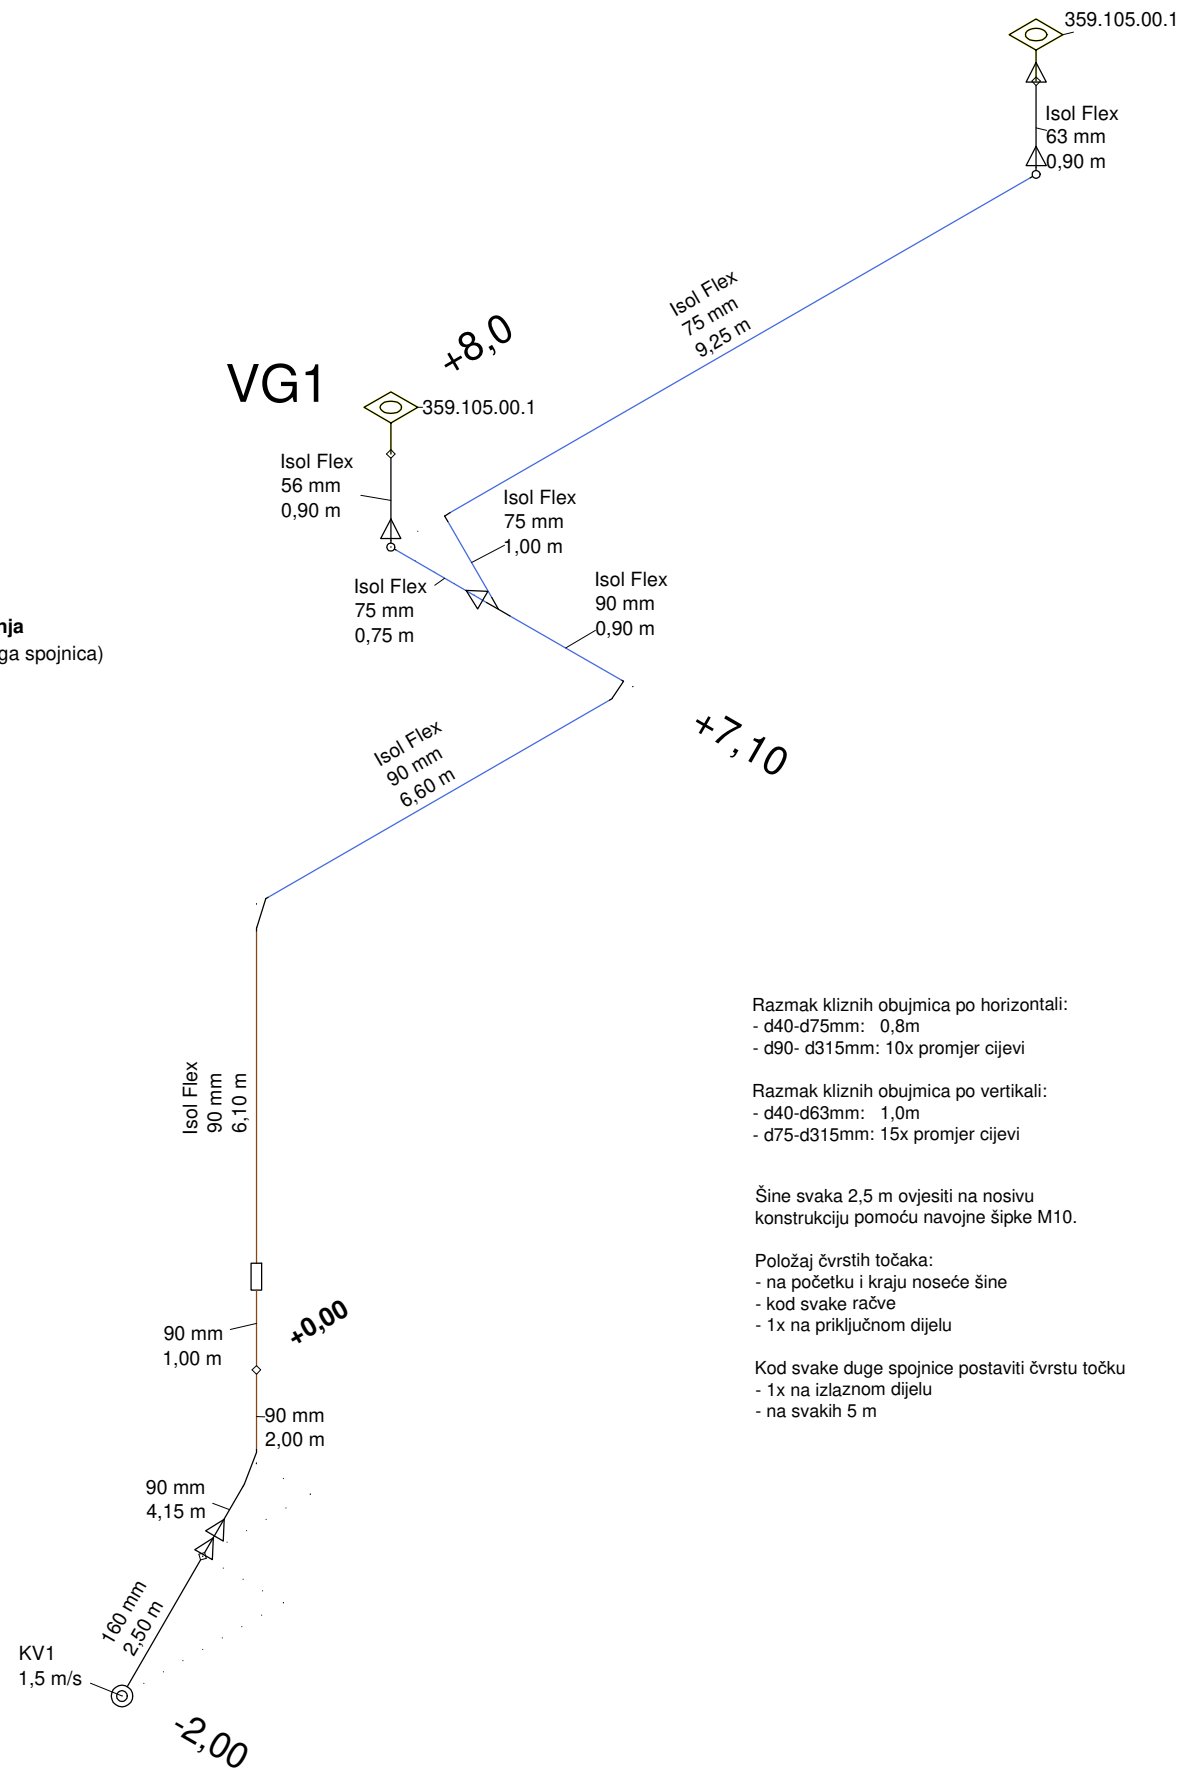 359.105.00.1
Isol Flex
63 mm
0,90 m
Isol Flex
75 mm
9,25 m
+8,0
VG1
359.105.00.1
Isol Flex
56 mm
0,90 m
Isol Flex
75 mm
1,00 m
Isol Flex
75 mm
0,75 m
Isol Flex
90 mm
0,90 m
nja
ga spojnica)
+7,10
Isol Flex
90 mm
6,60 m
Isol Flex
90 mm
6,10 m
Razmak kliznih obujmica po horizontali:
- d40-d75mm: 0,8m
- d90- d315mm: 10x promjer cijevi
Razmak kliznih obujmica po vertikali:
- d40-d63mm: 1,0m
- d75-d315mm: 15x promjer cijevi
Šine svaka 2,5 m ovjesiti na nosivu
konstrukciju pomoću navojne šipke M10.
Položaj čvrstih točaka:
- na početku i kraju noseće šine
- kod svake račve
- 1x na priključnom dijelu
Kod svake duge spojnice postaviti čvrstu točku
- 1x na izlaznom dijelu
- na svakih 5 m
+0,00
90 mm
1,00 m
90 mm
2,00 m
90 mm
4,15 m
160 mm
2,50 m
KV1
1,5 m/s
-2,00